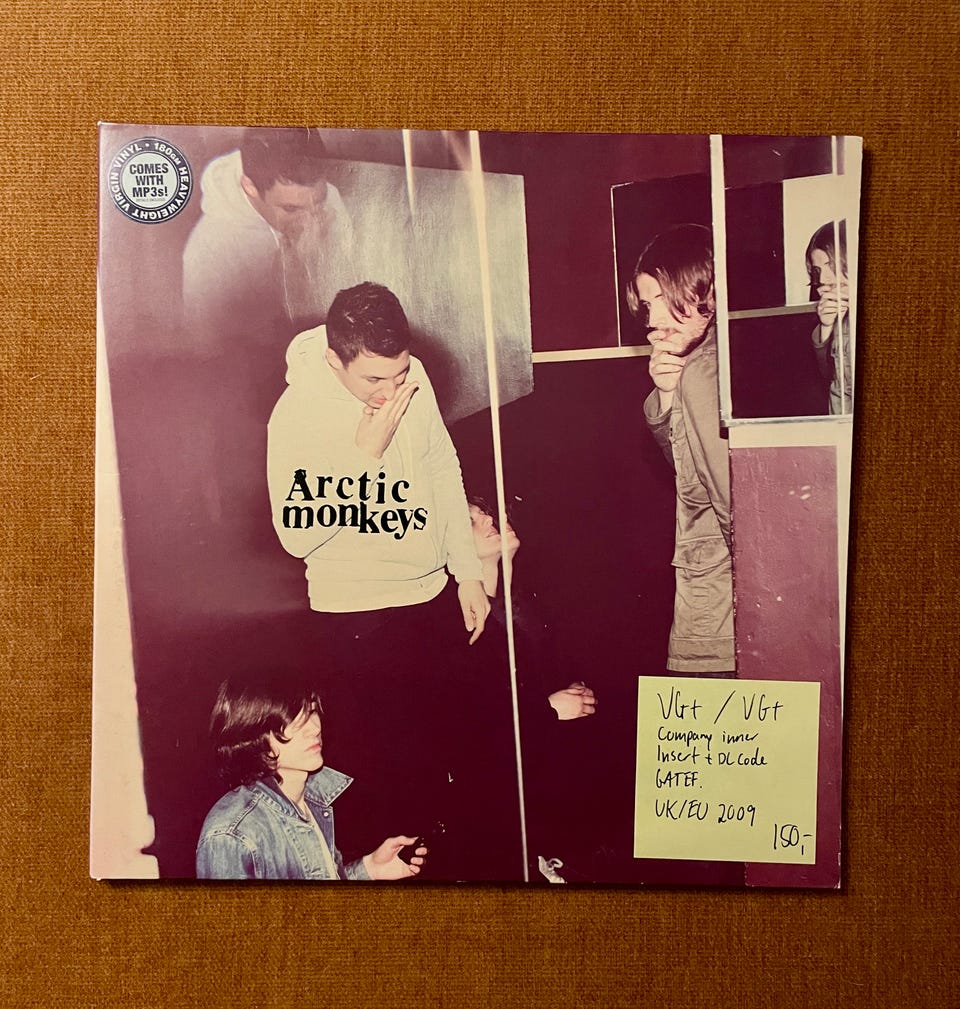 HEAVYWEIGHT VIRGIN VINYL • 180GM
COMES
WITH
MP3s!
Arctic
monkeys
VG+ / VG+
Company inner
Insert + DL Code
GATEF.
UK/EU 2009
150,-